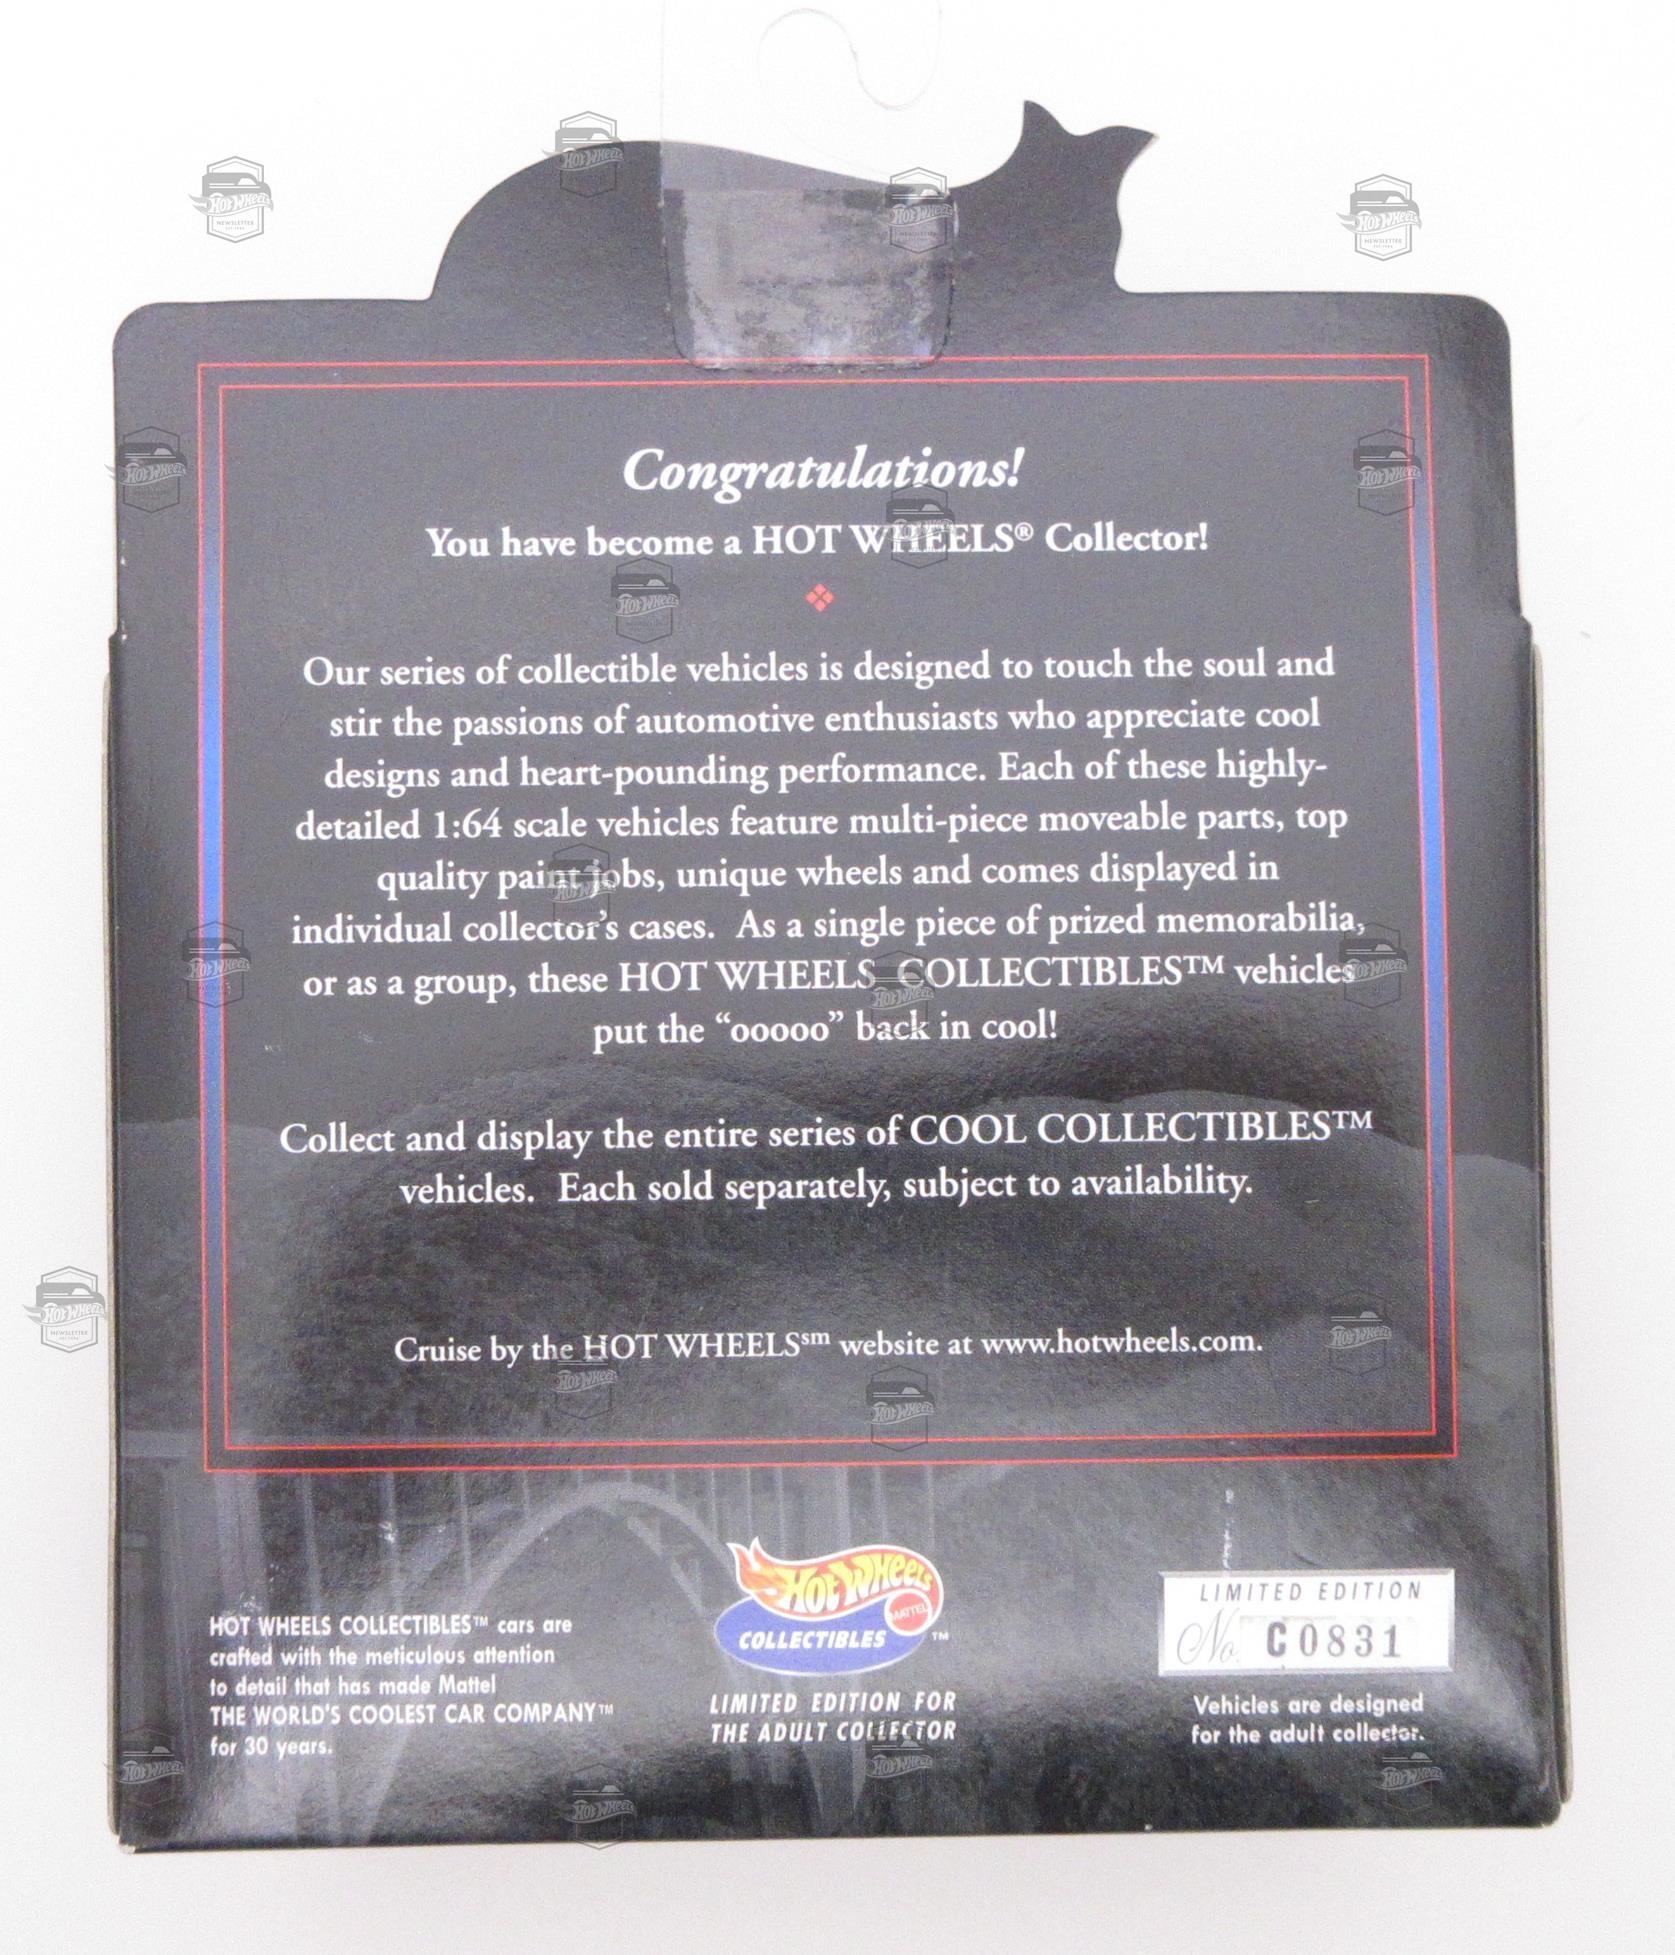 Congratulations!
You have become a HOT WHEELS® Collector!
Our series of collectible vehicles is designed to touch the soul and
stir the passions of automotive enthusiasts who appreciate cool
designs and heart-pounding performance. Each of these highly-
detailed 1:64 scale vehicles feature multi-piece moveable parts, top
quality paint jobs, unique wheels and comes displayed in
individual collector's cases. As a single piece of prized memorabilia,
or as a group, these HOT WHEELS COLLECTIBLES™ vehicles
put the “ooooo” back in cool!
Collect and display the entire series of COOL COLLECTIBLES™
vehicles. Each sold separately, subject to availability.
Cruise by the HOT WHEELSsm website at www.hotwheels.com.
HOT WHEELS COLLECTIBLES™ cars are
crafted with the meticulous attention
to detail that has made Mattel
THE WORLD'S COOLEST CAR COMPANY™
for 30 years.
Hot Wheels
MATTEL
COLLECTIBLES ™
LIMITED EDITION FOR
THE ADULT COLLECTOR
LIMITED EDITION
No. C0831
Vehicles are designed
for the adult collector.
Hot Wheels
NEWSLETTER